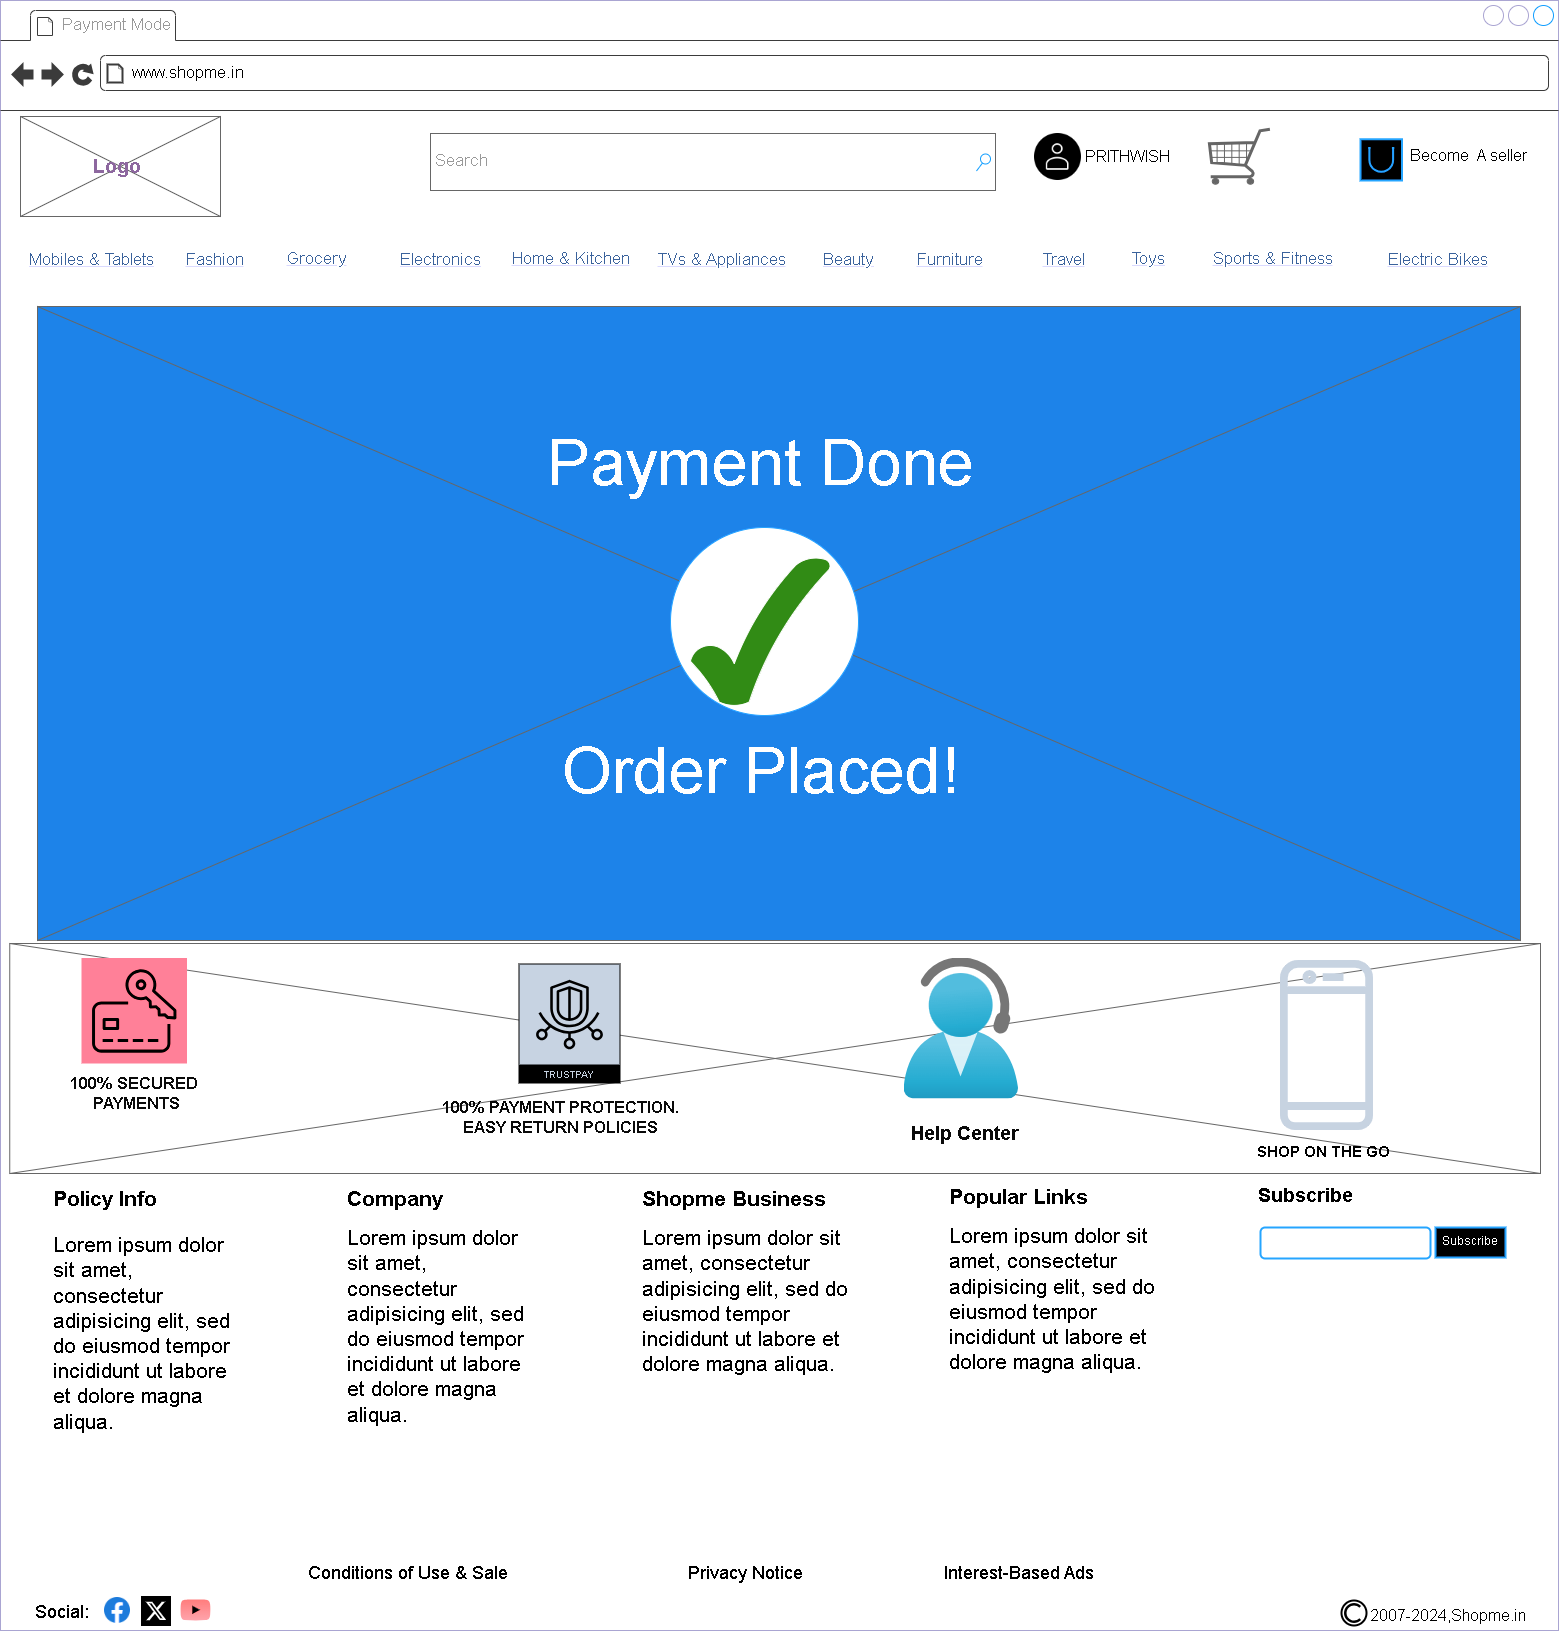 Payment Mode
www.shopme.in
Logo
Search
PRITHWISH
Become A seller
Mobiles & Tablets
Fashion
Grocery
Electronics
Home & Kitchen
TVs & Appliances
Beauty
Furniture
Travel
Toys
Sports & Fitness
Electric Bikes
Payment Done
Order Placed!
100% SECURED
PAYMENTS
TRUSTPAY
100% PAYMENT PROTECTION.
EASY RETURN POLICIES
Help Center
SHOP ON THE GO
Policy Info
Lorem ipsum dolor
sit amet,
consectetur
adipisicing elit, sed
do eiusmod tempor
incididunt ut labore
et dolore magna
aliqua.
Company
Lorem ipsum dolor
sit amet,
consectetur
adipisicing elit, sed
do eiusmod tempor
incididunt ut labore
et dolore magna
aliqua.
Shopme Business
Lorem ipsum dolor sit
amet, consectetur
adipisicing elit, sed do
eiusmod tempor
incididunt ut labore et
dolore magna aliqua.
Popular Links
Lorem ipsum dolor sit
amet, consectetur
adipisicing elit, sed do
eiusmod tempor
incididunt ut labore et
dolore magna aliqua.
Subscribe
Subscribe
Conditions of Use & Sale
Privacy Notice
Interest-Based Ads
Social:
©2007-2024,Shopme.in